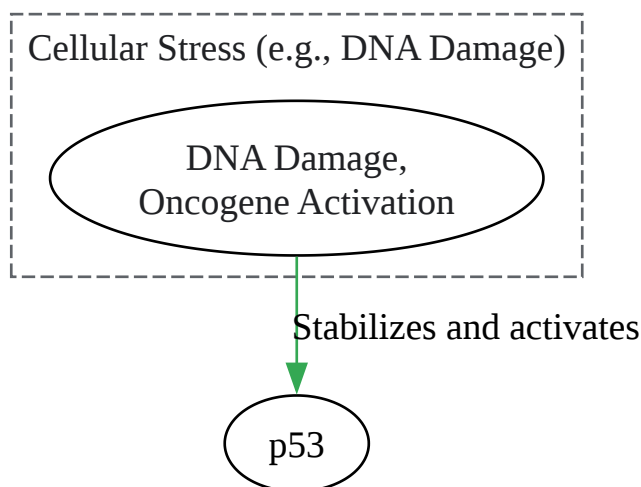 Cellular Stress (e.g., DNA Damage)
DNA Damage,
Oncogene Activation
Stabilizes and activates
p53